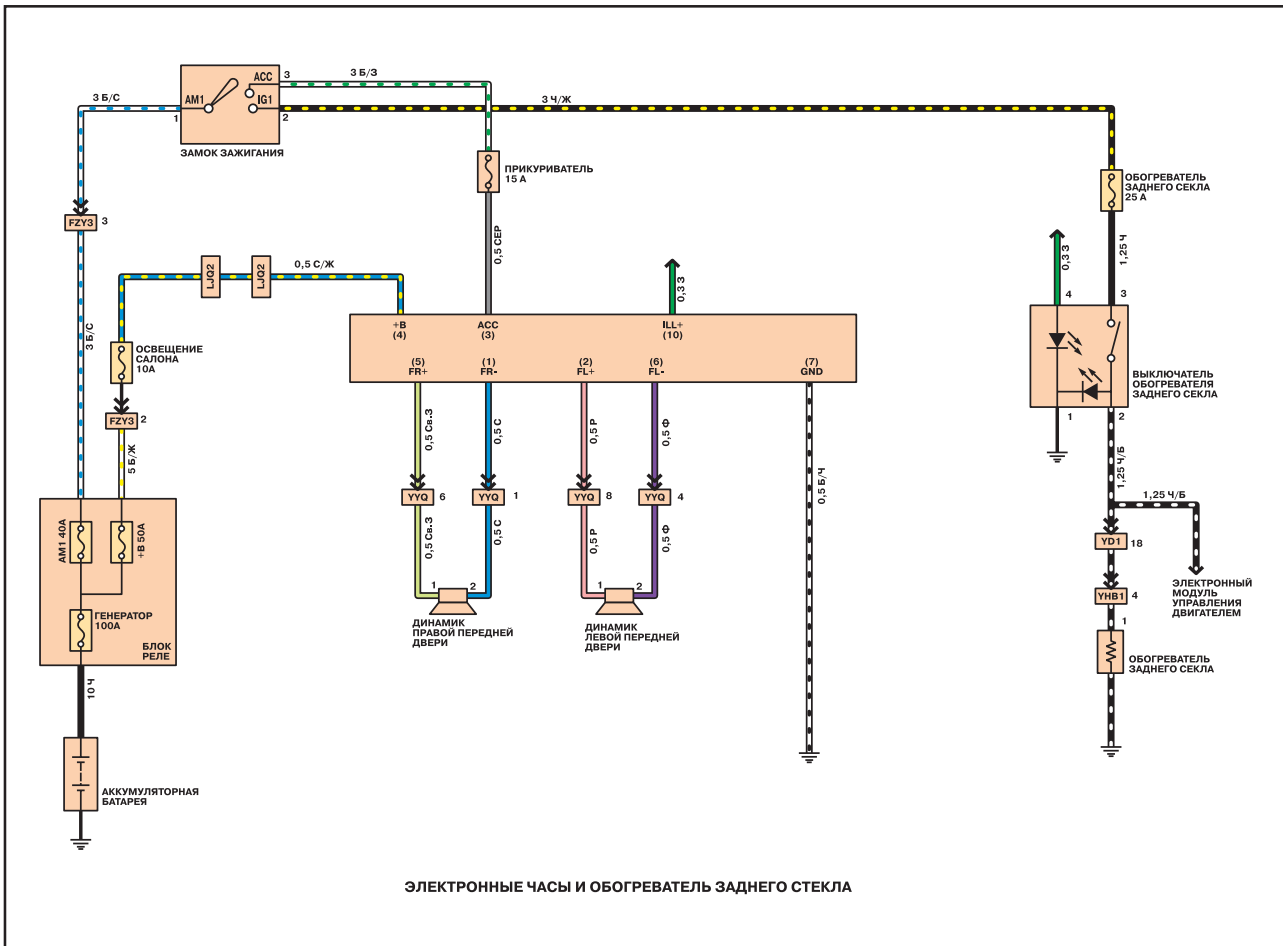 ACC
3
3 Б/З
3 Б/С
AM1
IG1
1
2
3 Ч/Ж
ЗАМОК ЗАЖИГАНИЯ
ПРИКУРИВАТЕЛЬ
15 А
ОБОГРЕВАТЕЛЬ
ЗАДНЕГО СЕКЛА
25 А
FZY3
3
0,5 СЕР
1,25 Ч
LJQ2
LJQ2
0,5 С/Ж
0,3 З
0,3 З
4
3
3 Б/С
+B
(4)
ACC
(3)
ILL+
(10)
ОСВЕЩЕНИЕ
САЛОНА
10А
(5)
FR+
(1)
FR-
(2)
FL+
(6)
FL-
(7)
GND
ВЫКЛЮЧАТЕЛЬ
ОБОГРЕВАТЕЛЯ
ЗАДНЕГО СЕКЛА
FZY3
2
1
2
5 Б/Ж
0,5 Св.З
0,5 С
0,5 Р
0,5 Ф
0,5 Б/Ч
1,25 Ч/Б
1,25 Ч/Б
YYQ
6
YYQ
1
YYQ
8
YYQ
4
AM1 40А
+B 50А
0,5 Св.З
0,5 С
0,5 Р
0,5 Ф
YD1
18
ЭЛЕКТРОННЫЙ
МОДУЛЬ
УПРАВЛЕНИЯ
ДВИГАТЕЛЕМ
YHB1
4
1
2
1
2
ГЕНЕРАТОР
100А
БЛОК
РЕЛЕ
ДИНАМИК
ПРАВОЙ ПЕРЕДНЕЙ
ДВЕРИ
ДИНАМИК
ЛЕВОЙ ПЕРЕДНЕЙ
ДВЕРИ
1
ОБОГРЕВАТЕЛЬ
ЗАДНЕГО СЕКЛА
10 Ч
АККУМУЛЯТОРНАЯ
БАТАРЕЯ
ЭЛЕКТРОННЫЕ ЧАСЫ И ОБОГРЕВАТЕЛЬ ЗАДНЕГО СТЕКЛА